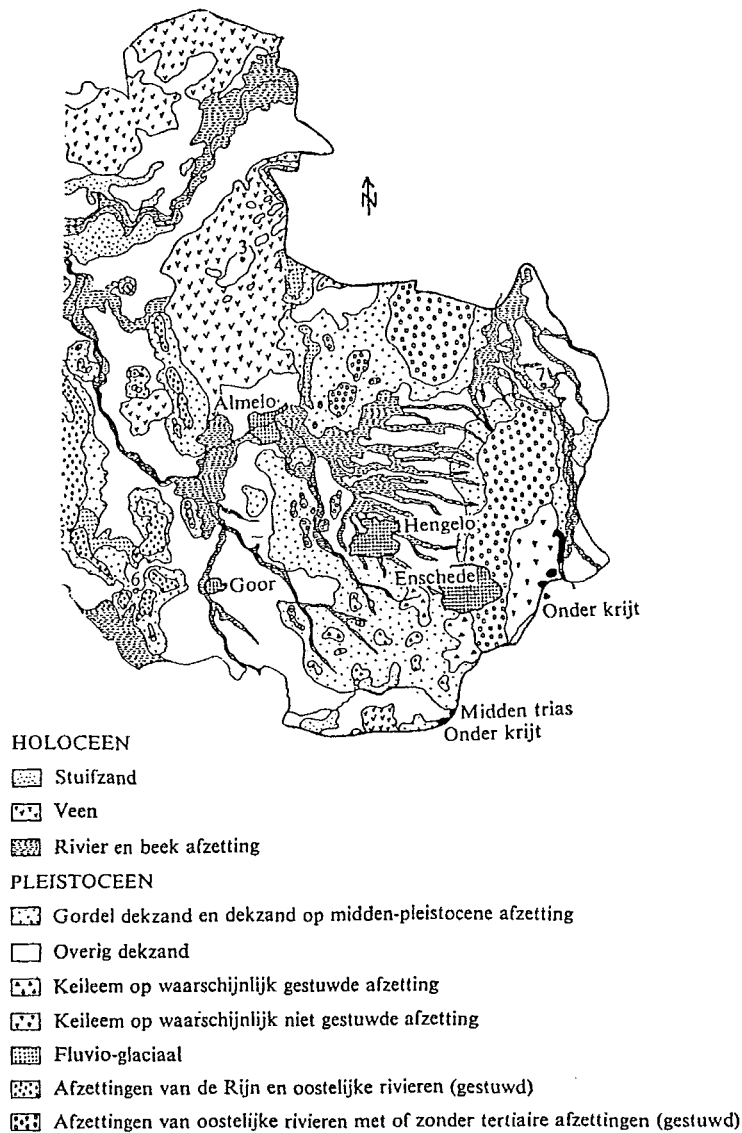 N
3
4
Almelo
7
Hengelo
Enschede
6
Goor
Onder krijt
Midden trias
Onder krijt
HOLOCEEN
Stuifzand
Veen
Rivier en beek afzetting
PLEISTOCEEN
Gordel dekzand en dekzand op midden-pleistocene afzetting
Overig dekzand
Keileem op waarschijnlijk gestuwde afzetting
Keileem op waarschijnlijk niet gestuwde afzetting
Fluvio-glaciaal
Afzettingen van de Rijn en oostelijke rivieren (gestuwd)
Afzettingen van oostelijke rivieren met of zonder tertiaire afzettingen (gestuwd)